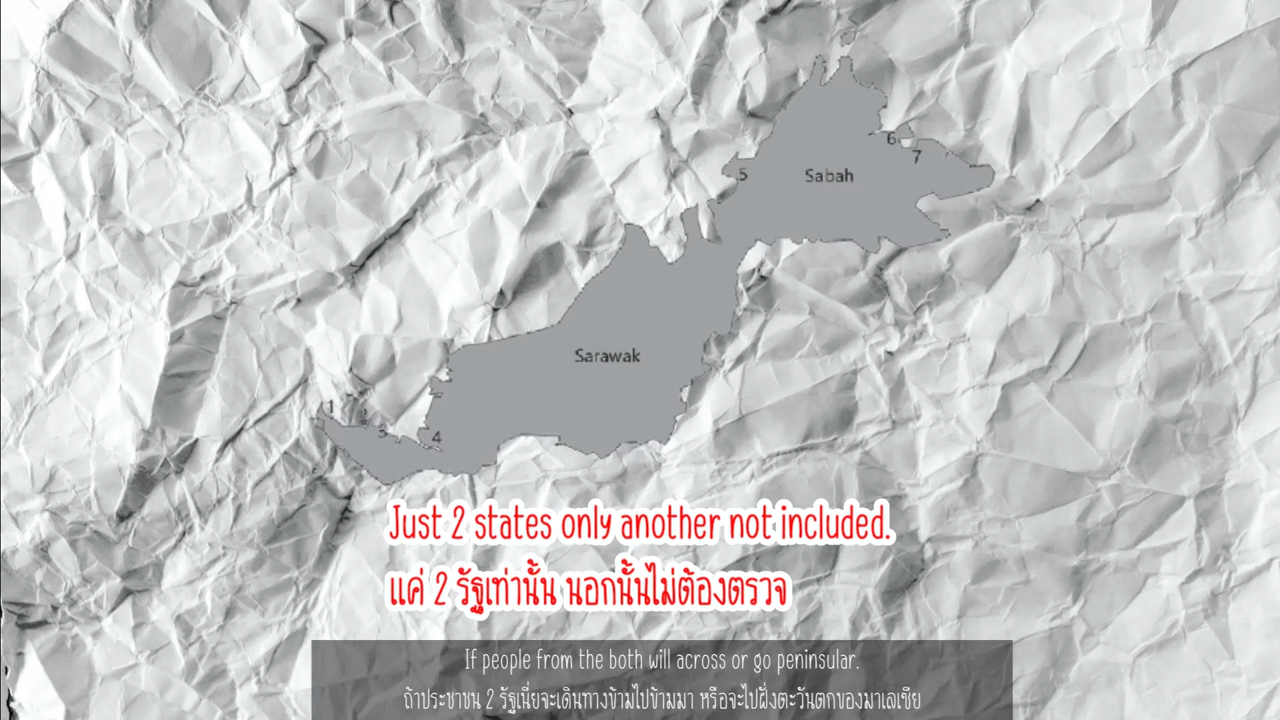 6
7
5
Sabah
Sarawak
1
3
4
Just 2 states only another not included.
แค่ 2 รัฐเท่านั้น นอกนั้นไม่ต้องตรวจ
If people from the both will across or go peninsular.
ถ้าประชาชน 2 รัฐเนี่ยจะเดินทางข้ามไปข้ามมา หรือจะไปฝั่งตะวันตกของมาเลเซีย